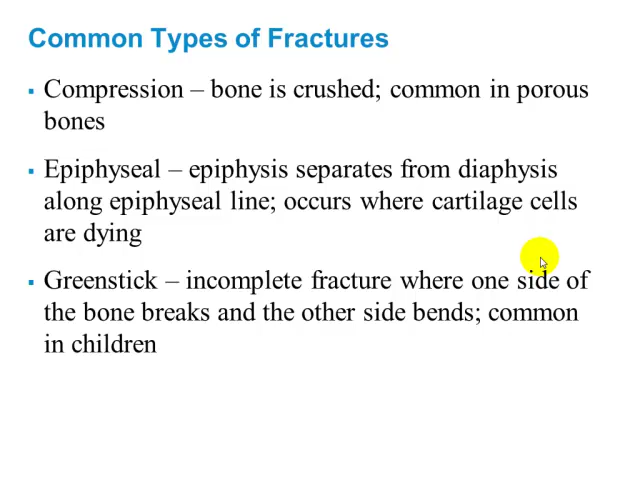 Common Types of Fractures
▪ Compression – bone is crushed; common in porous
bones
▪ Epiphyseal – epiphysis separates from diaphysis
along epiphyseal line; occurs where cartilage cells
are dying
▪ Greenstick – incomplete fracture where one side of
the bone breaks and the other side bends; common
in children